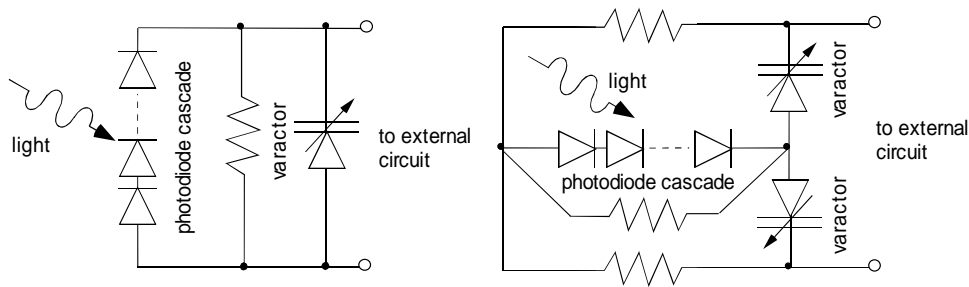 light
photodiode cascade
varactor
to external
circuit
light
photodiode cascade
varactor
varactor
to external
circuit